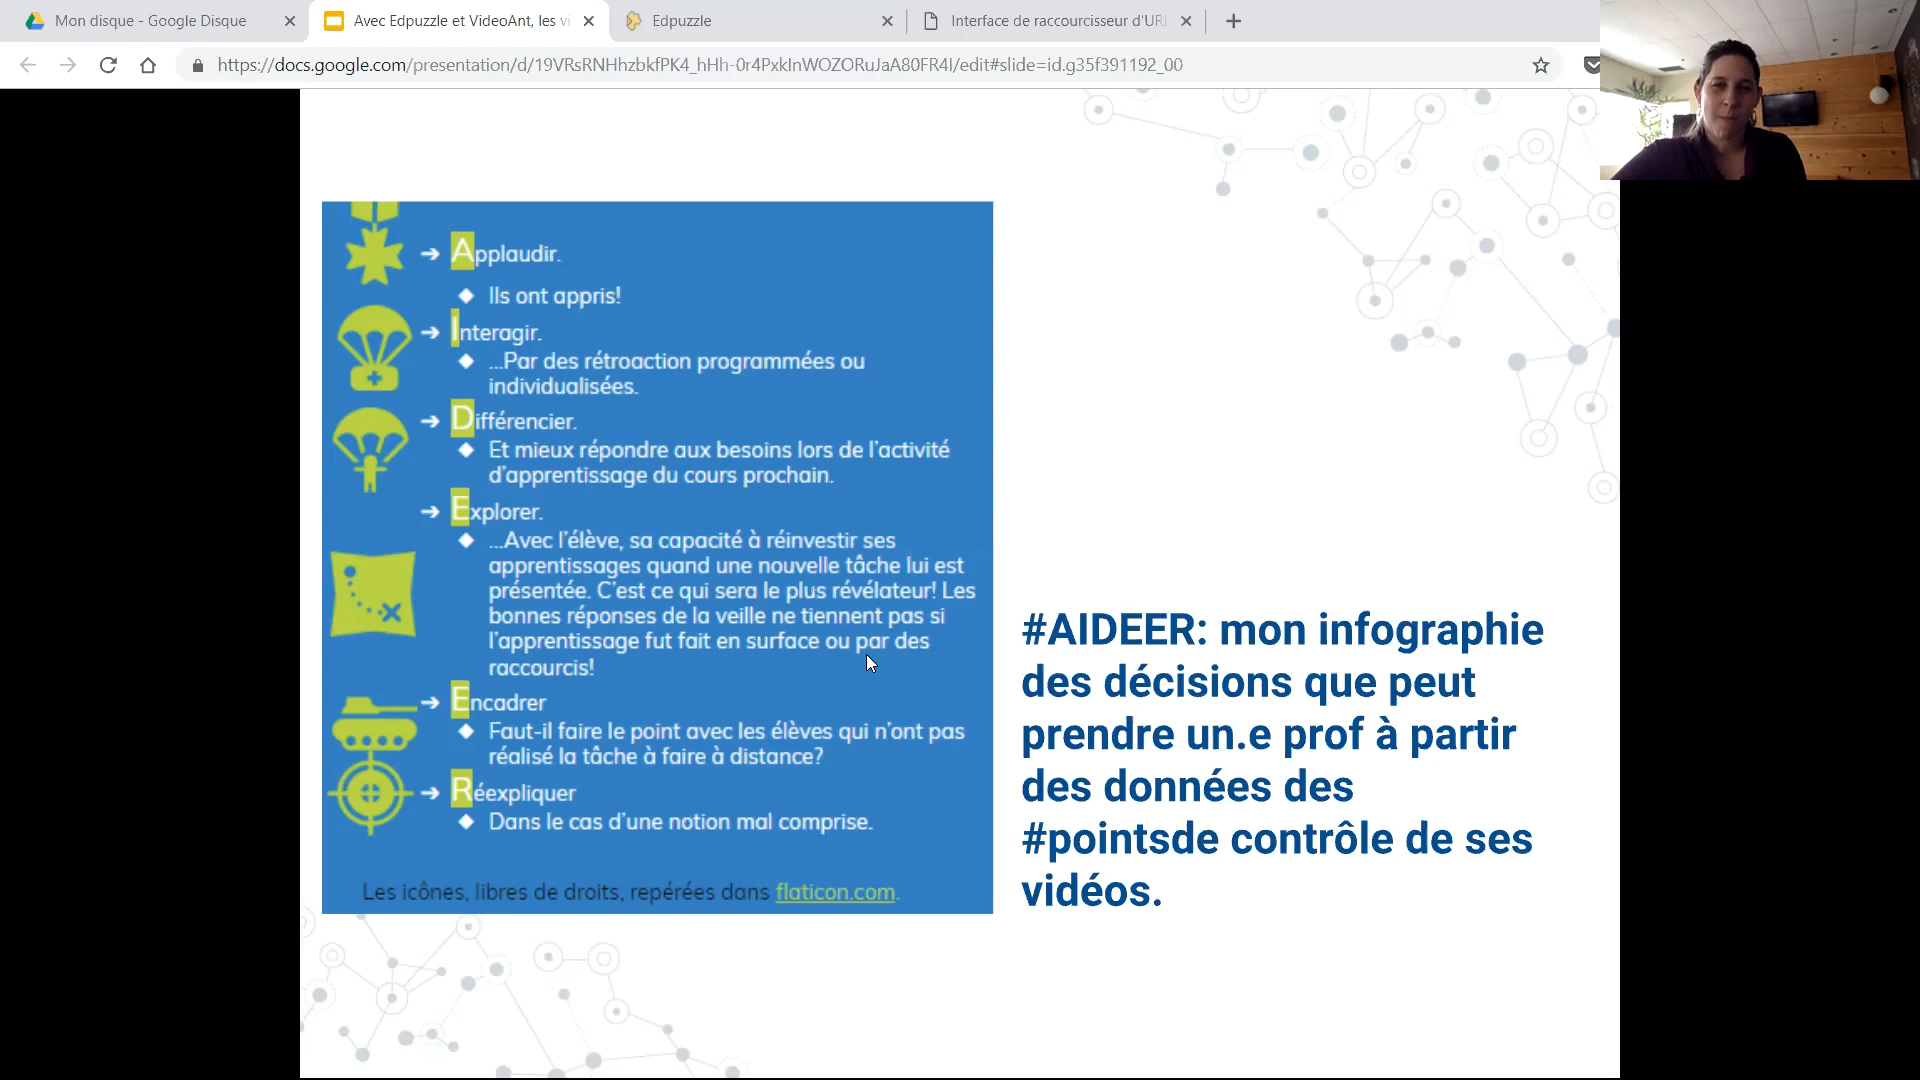 Mon disque - Google Disque
Avec Edpuzzle et VideoAnt, les vi
Edpuzzle
Interface de raccourcisseur d'URL
https://docs.google.com/presentation/d/19VRsRNHhzbkfPK4_hHh-0r4PxkInWOZORuJaA80FR4I/edit#slide=id.g35f391192_00
➔ Applaudir.
◆ Ils ont appris!
➔ Interagir.
◆ ...Par des rétroaction programmées ou
individualisées.
➔ Différencier.
◆ Et mieux répondre aux besoins lors de l'activité
d'apprentissage du cours prochain.
➔ Explorer.
◆ ...Avec l'élève, sa capacité à réinvestir ses
apprentissages quand une nouvelle tâche lui est
présentée. C'est ce qui sera le plus révélateur! Les
bonnes réponses de la veille ne tiennent pas si
l'apprentissage fut fait en surface ou par des
raccourcis!
➔ Encadrer
◆ Faut-il faire le point avec les élèves qui n'ont pas
réalisé la tâche à faire à distance?
➔ Réexpliquer
◆ Dans le cas d'une notion mal comprise.
Les icônes, libres de droits, repérées dans flaticon.com.
#AIDEER: mon infographie
des décisions que peut
prendre un.e prof à partir
des données des
#pointsde contrôle de ses
vidéos.